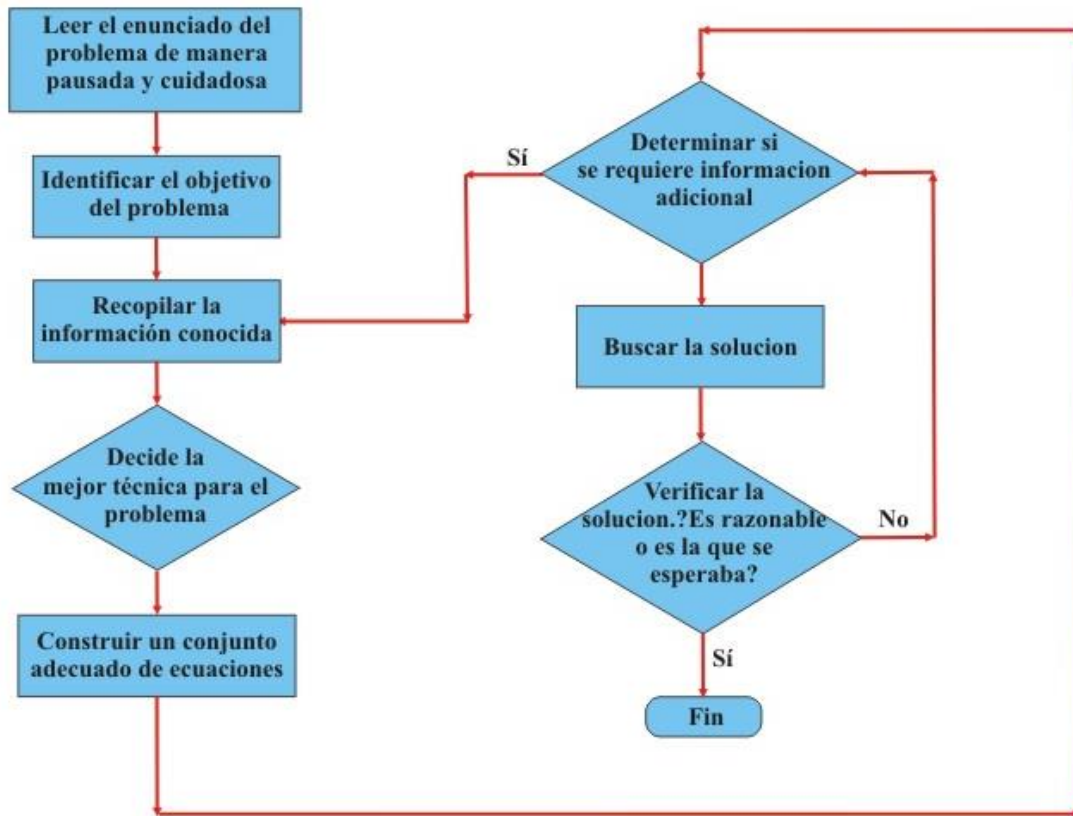 Leer el enunciado del
problema de manera
pausada y cuidadosa
Identificar el objetivo
del problema
Recopilar la
información conocida
Decide la
mejor técnica para el
problema
Construir un conjunto
adecuado de ecuaciones
Determinar si
se requiere informacion
adicional
Sí
Buscar la solucion
Verificar la
solucion.?Es razonable
o es la que se
esperaba?
No
Sí
Fin